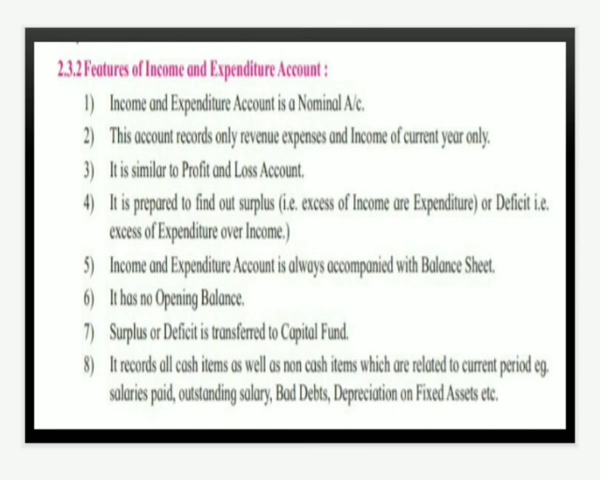 2.3.2 Features of Income and Expenditure Account :
1) Income and Expenditure Account is a Nominal A/c.
2) This account records only revenue expenses and Income of current year only.
3) It is similar to Profit and Loss Account.
4) It is prepared to find out surplus (i.e. excess of Income are Expenditure) or Deficit i.e.
excess of Expenditure over Income.)
5) Income and Expenditure Account is always accompanied with Balance Sheet.
6) It has no Opening Balance.
7) Surplus or Deficit is transferred to Capital Fund.
8) It records all cash items as well as non cash items which are related to current period eg.
salaries paid, outstanding salary, Bad Debts, Depreciation on Fixed Assets etc.